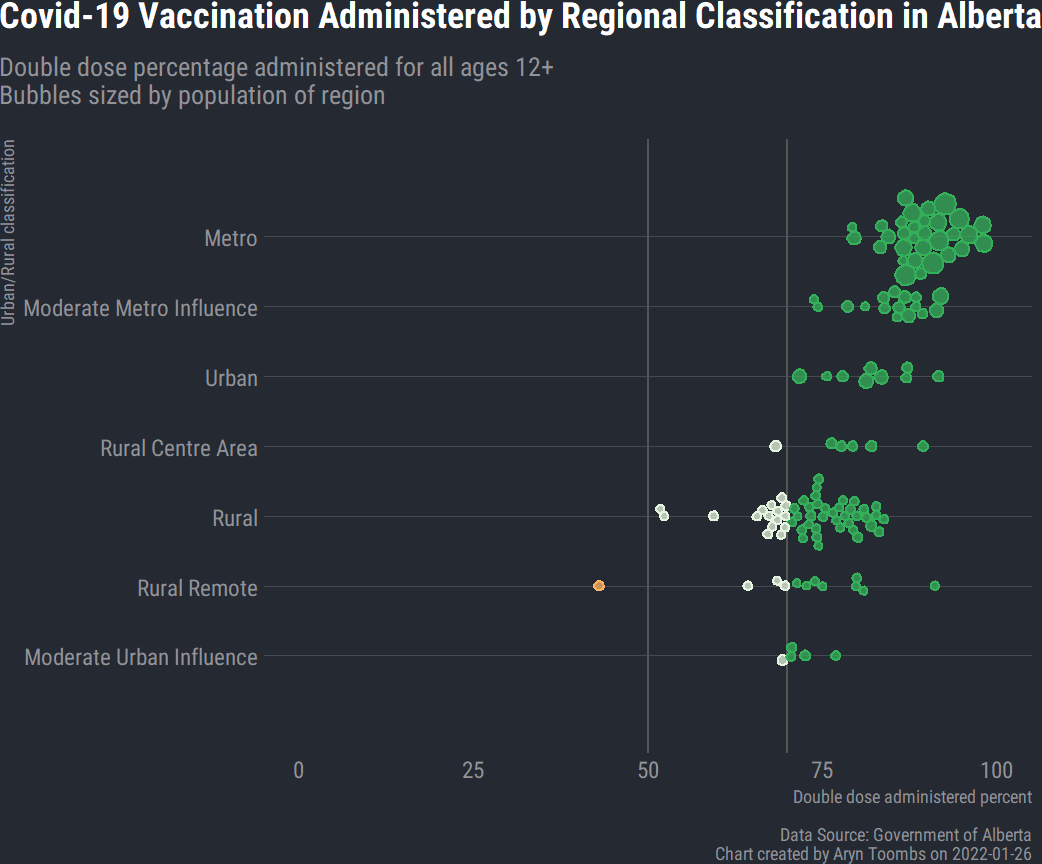 Covid-19 Vaccination Administered by Regional Classification in Alberta
Double dose percentage administered for all ages 12+
Bubbles sized by population of region
Urban/Rural classification
Metro
Moderate Metro Influence
Urban
Rural Centre Area
Rural
Rural Remote
Moderate Urban Influence
0 25 50 75 100
Double dose administered percent
Data Source: Government of Alberta
Chart created by Aryn Toombs on 2022-01-26